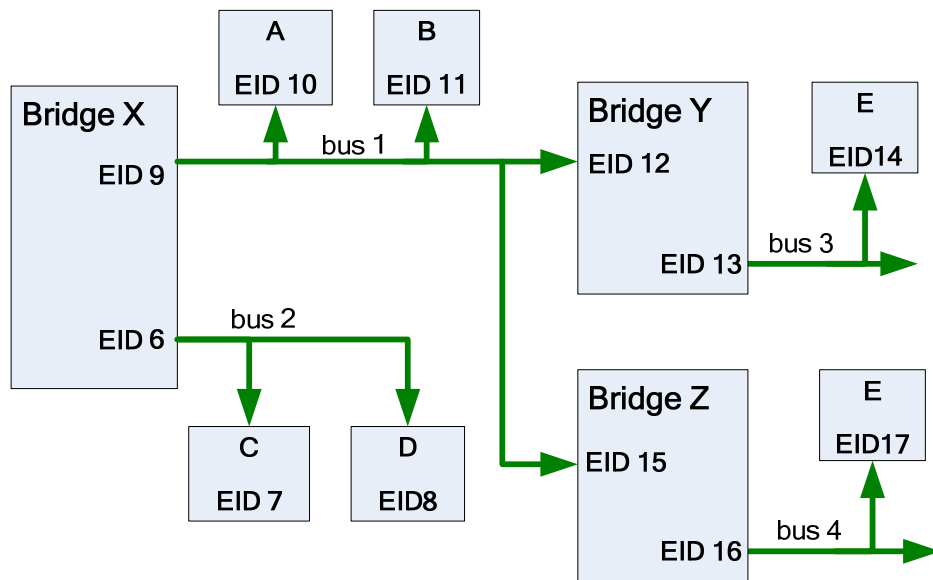 A
EID 10
B
EID 11
Bridge X
EID 9
EID 6
bus 1
bus 2
C
EID 7
D
EID8
Bridge Y
EID 12
EID 13
bus 3
E
EID14
Bridge Z
EID 15
EID 16
bus 4
E
EID17